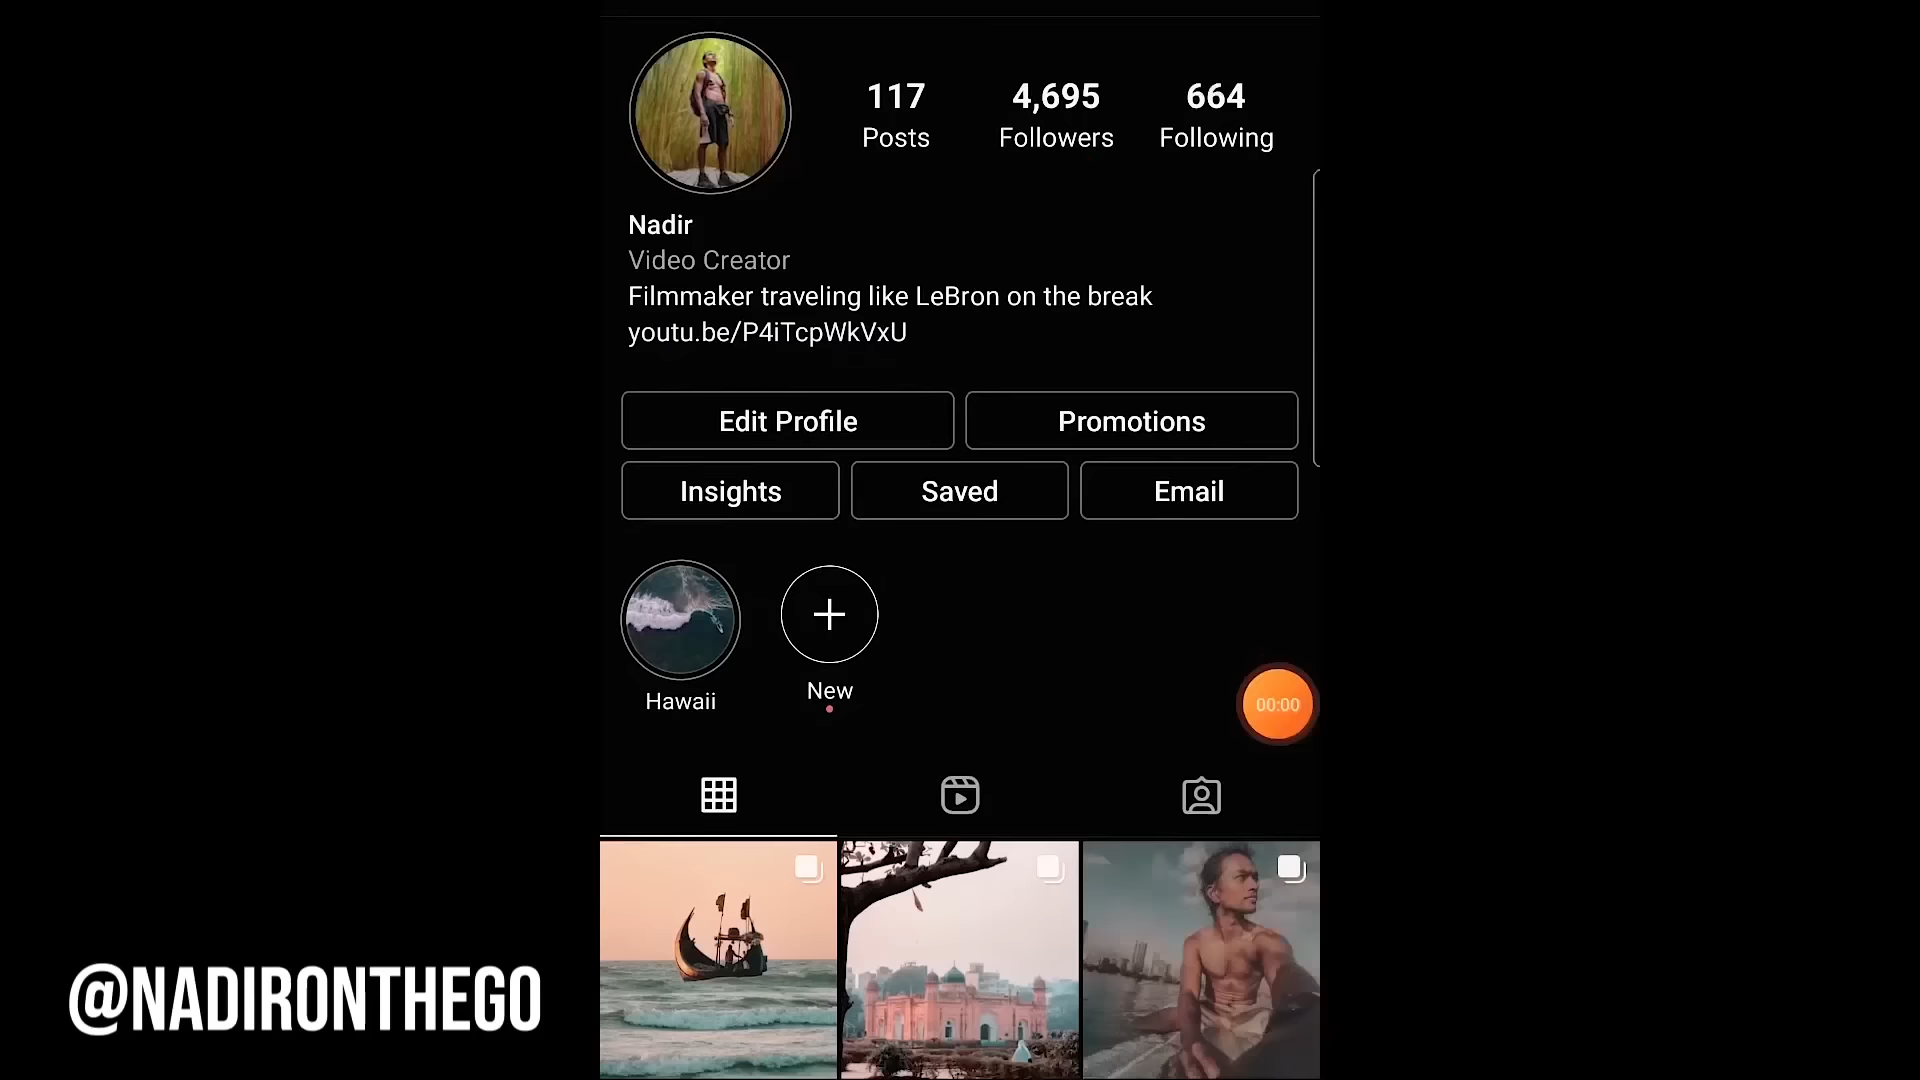 117 4,695 664
Posts Followers Following
Nadir
Video Creator
Filmmaker traveling like LeBron on the break
youtu.be/P4iTcpWkVxU
Edit Profile Promotions
Insights Saved Email
Hawaii New
00:00
@NADIRONTHEGO